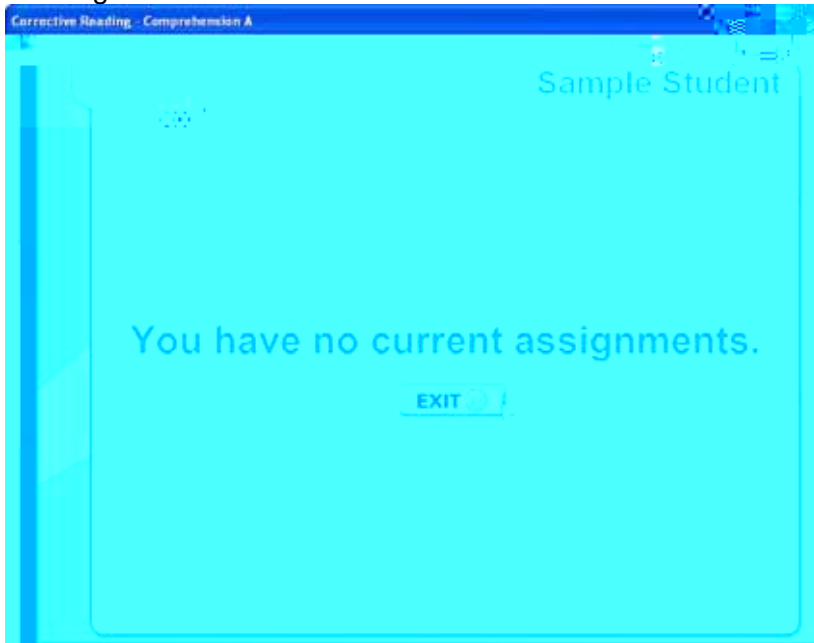 Corrective Reading - Comprehension A
Sample Student
You have no current assignments.
EXIT